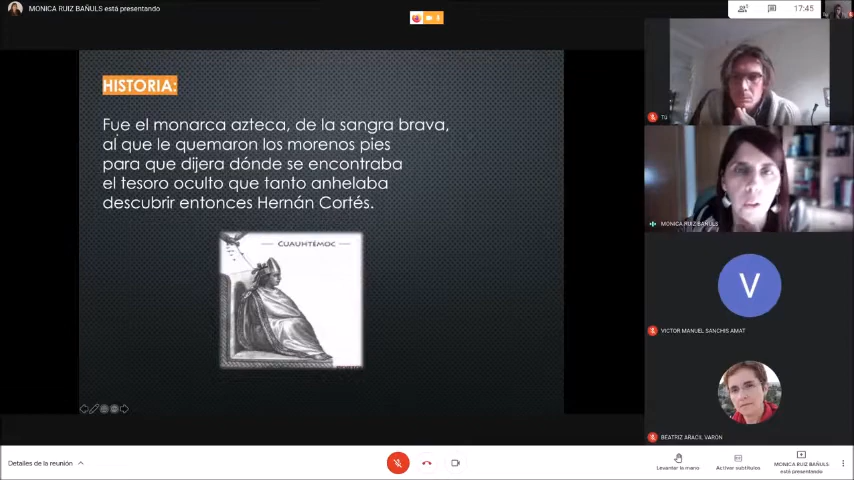 MONICA RUIZ BAÑULS está presentando
17:45
HISTORIA:
Fue el monarca azteca, de la sangra brava,
al que le quemaron los morenos pies
para que dijera dónde se encontraba
el tesoro oculto que tanto anhelaba
descubrir entonces Hernán Cortés.
CUAUHTÉMOC
Tú
MONICA RUIZ BAÑULS
V
VICTOR MANUEL SANCHIS AMAT
BEATRIZ ARACIL VARON
Detalles de la reunión
Levantar la mano
Activar subtítulos
MONICA RUIZ BAÑULS
está presentando